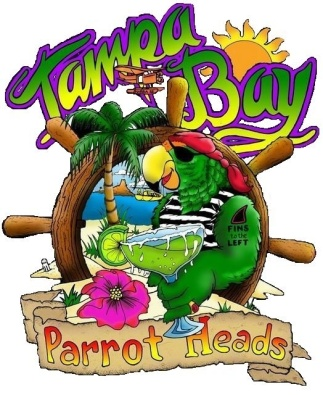 Tampa Bay
FINS
to the
LEFT
Parrot Heads